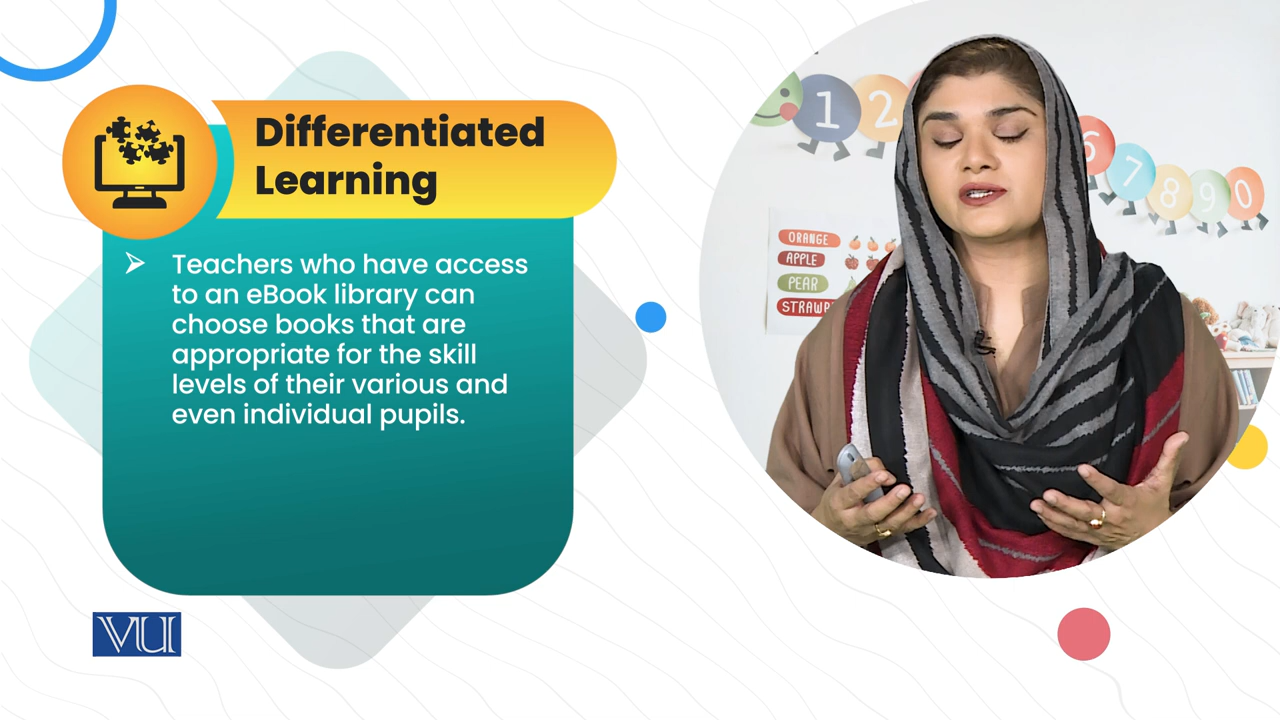 Differentiated
Learning
Teachers who have access
to an eBook library can
choose books that are
appropriate for the skill
levels of their various and
even individual pupils.
VU
1 2
6 7 8 9 0
ORANGE
APPLE
PEAR
STRAWB